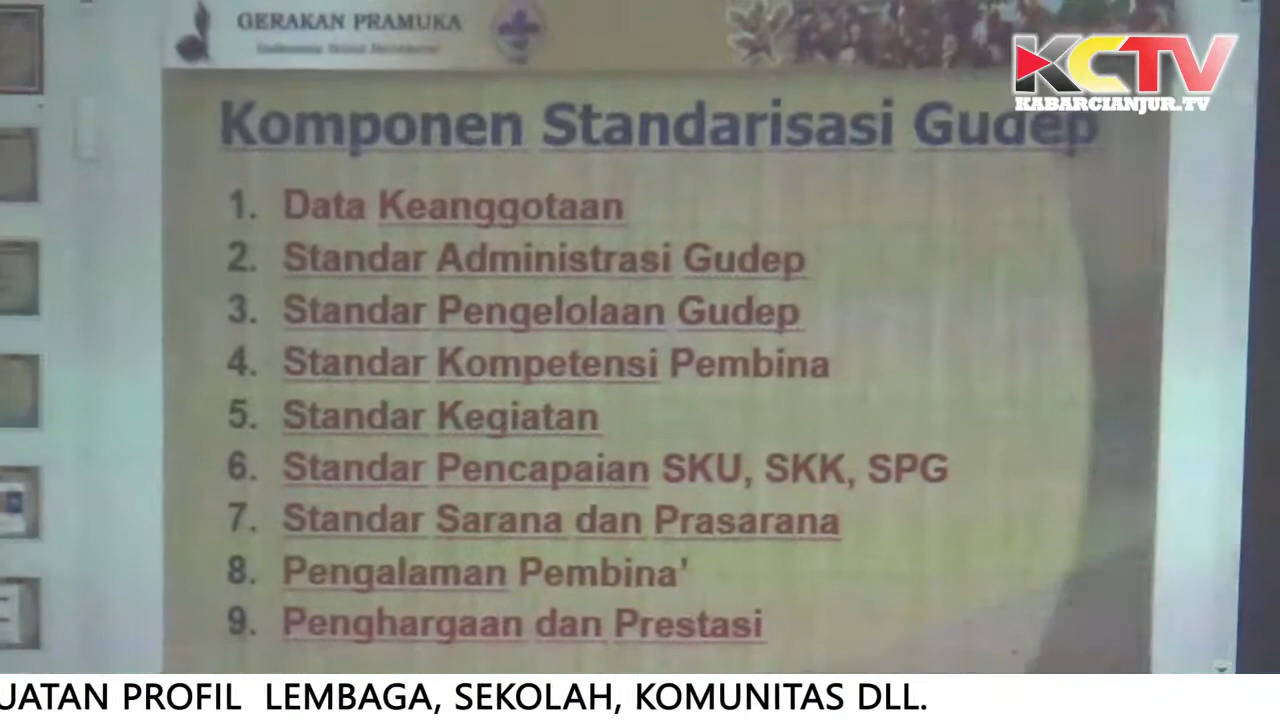 GERAKAN PRAMUKA
KCTV
KABARCIANJUR.TV
Komponen Standarisasi Gudep
1. Data Keanggotaan
2. Standar Administrasi Gudep
3. Standar Pengelolaan Gudep
4. Standar Kompetensi Pembina
5. Standar Kegiatan
6. Standar Pencapaian SKU, SKK, SPG
7. Standar Sarana dan Prasarana
8. Pengalaman Pembina'
9. Penghargaan dan Prestasi
UATAN PROFIL LEMBAGA, SEKOLAH, KOMUNITAS DLL.